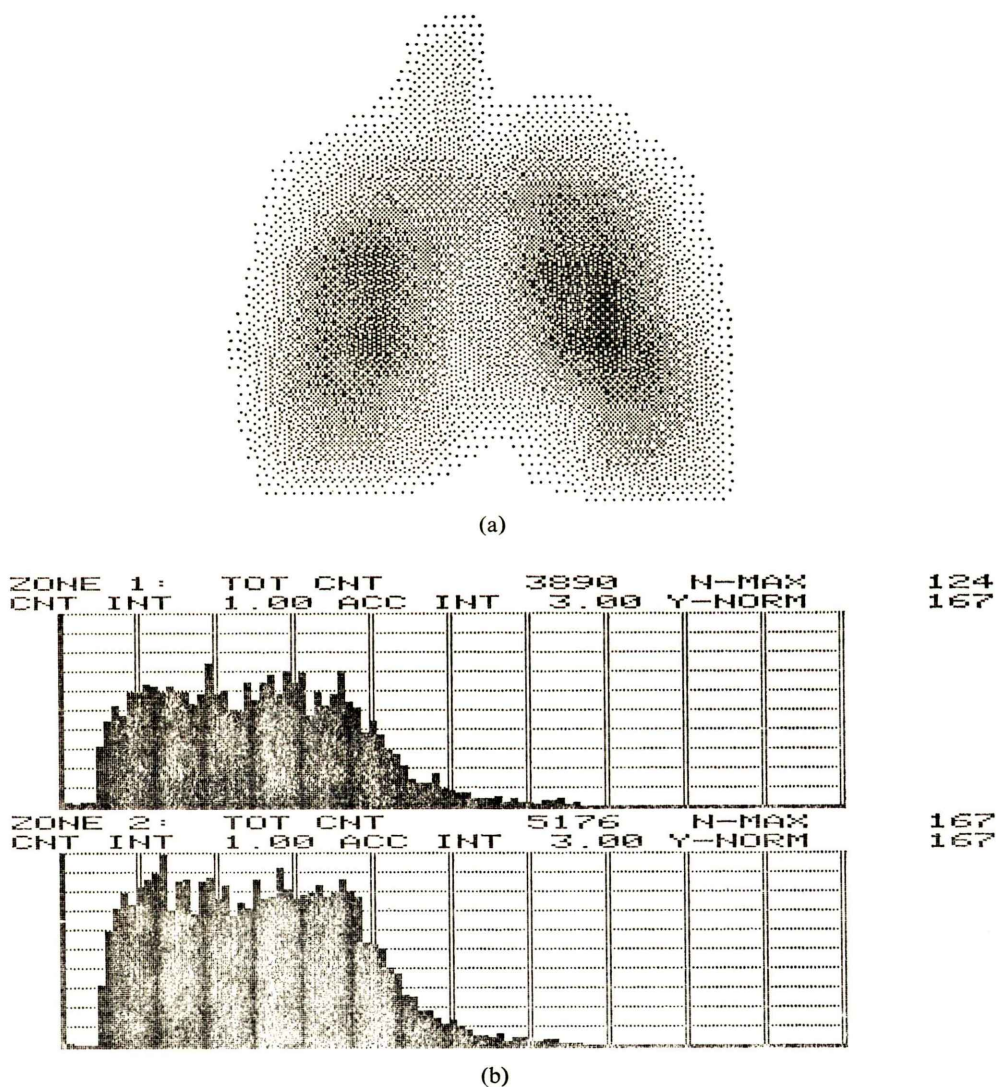 (a)
ZONE 1: TOT CNT 3890 N-MAX 124
CNT INT 1.00 ACC INT 3.00 Y-NORM 167
ZONE 2: TOT CNT 5176 N-MAX 167
CNT INT 1.00 ACC INT 3.00 Y-NORM 167
(b)